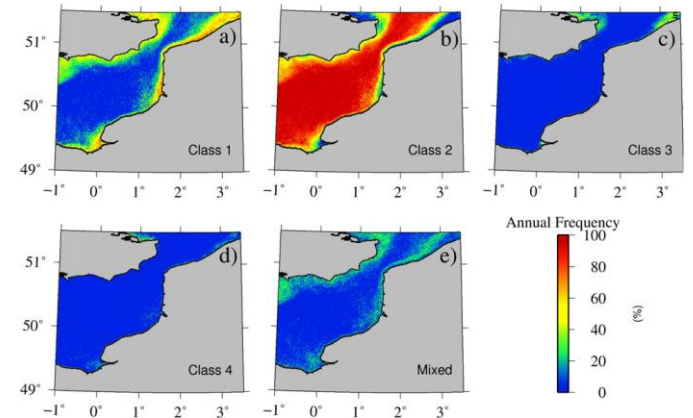 51°
50°
49°
a)
Class 1
−1° 0° 1° 2° 3°
b)
Class 2
−1° 0° 1° 2° 3°
c)
Class 3
−1° 0° 1° 2° 3°
51°
50°
49°
d)
Class 4
−1° 0° 1° 2° 3°
e)
Mixed
−1° 0° 1° 2° 3°
Annual Frequency
100
80
60
40
20
0
(%)